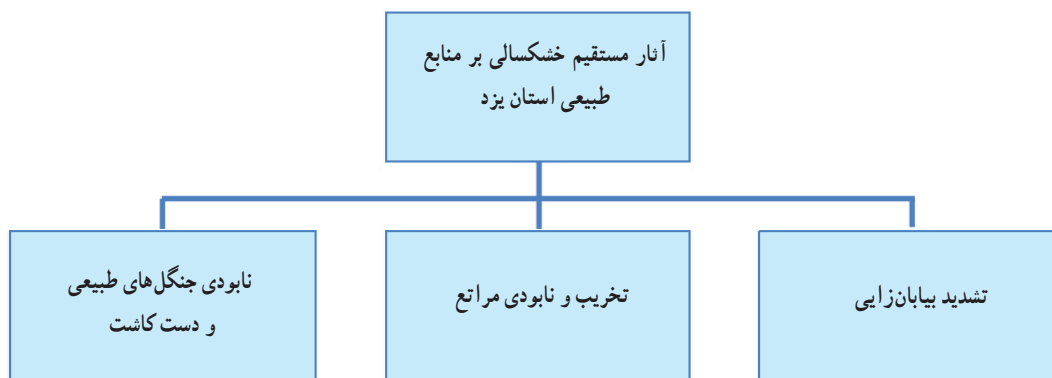 آثار مستقیم خشکسالی بر منابع
طبیعی استان یزد
تشدید بیابان‌زایی
تخریب و نابودی مراتع
نابودی جنگل‌های طبیعی
و دست کاشت